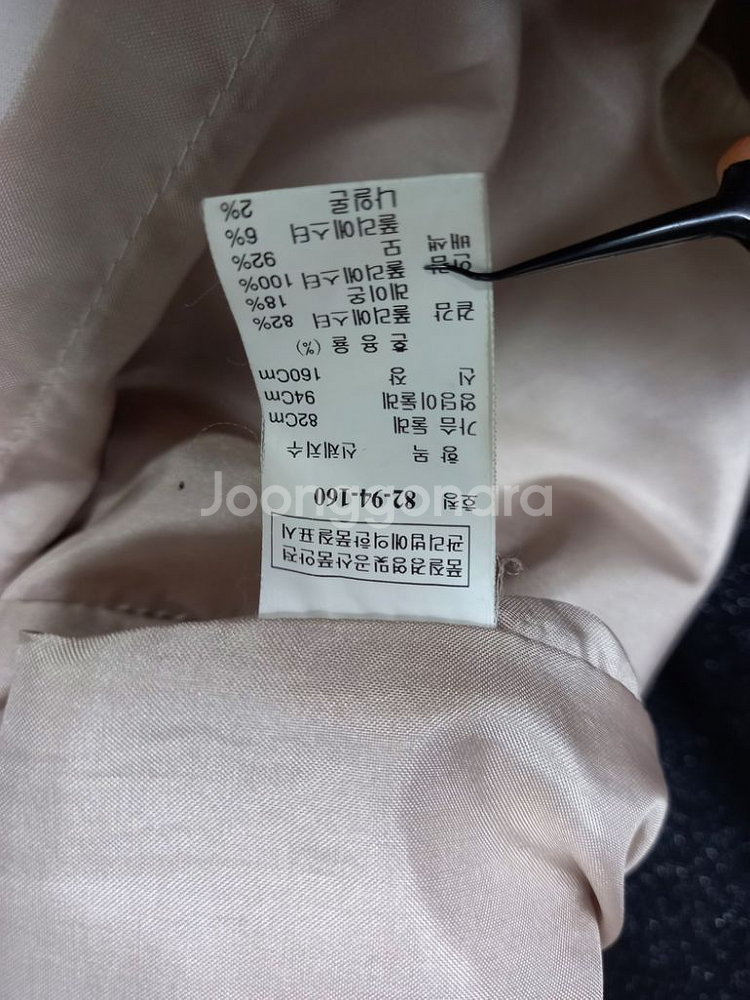 품질경영및공산품안전
관리법에의한품질표시
호칭 82-94-160
항 목 신체치수
가슴 둘레 82Cm
엉덩이둘레 94Cm
신 장 160Cm
혼 용 율 (%)
겉감 폴리에스터 82%
레이온 18%
안감 폴리에스터 100%
배색 모 92%
폴리에스터 6%
나일론 2%
Joonggonara